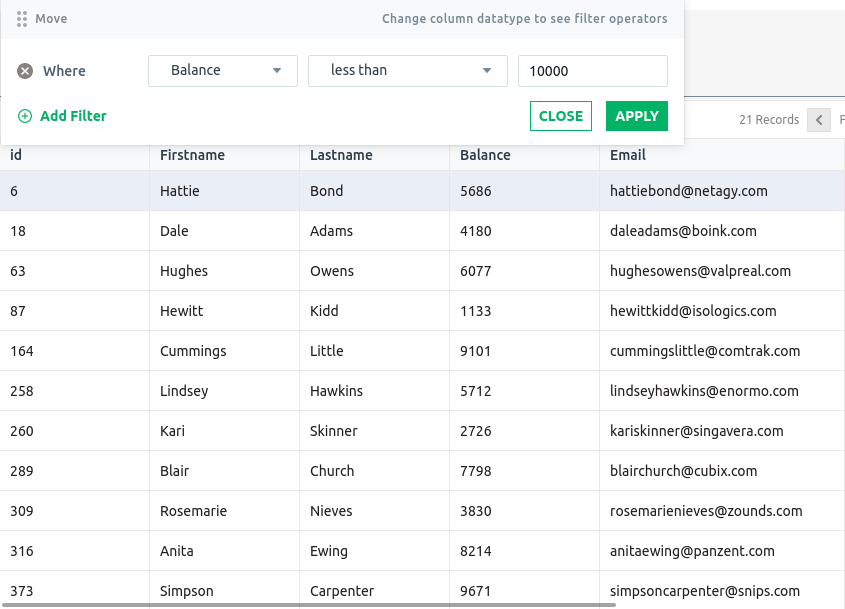 Move Change column datatype to see filter operators
Where Balance less than 10000
Add Filter CLOSE APPLY
21 Records
id Firstname Lastname Balance Email
6 Hattie Bond 5686 hattiebond@netagy.com
18 Dale Adams 4180 daleadams@boink.com
63 Hughes Owens 6077 hughesowens@valpreal.com
87 Hewitt Kidd 1133 hewittkidd@isologics.com
164 Cummings Little 9101 cummingslittle@comtrak.com
258 Lindsey Hawkins 5712 lindseyhawkins@enormo.com
260 Kari Skinner 2726 kariskinner@singavera.com
289 Blair Church 7798 blairchurch@cubix.com
309 Rosemarie Nieves 3830 rosemarienieves@zounds.com
316 Anita Ewing 8214 anitaewing@panzent.com
373 Simpson Carpenter 9671 simpsoncarpenter@snips.com